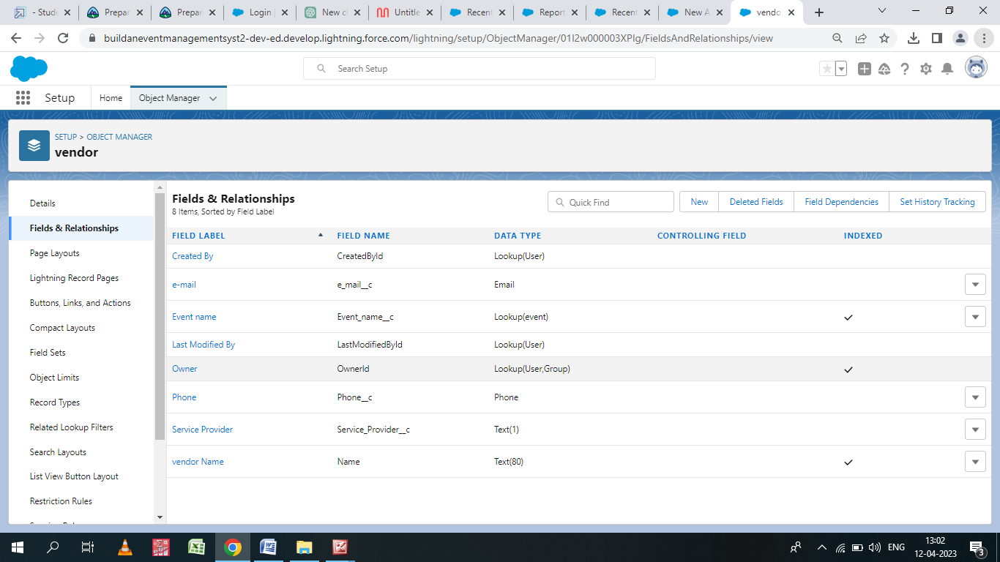 - Stude
Prepar
Prepar
Login |
New ch
Untitle
Recent
Report
Recent
New A
vendo
buildaneventmanagementsyst2-dev-ed.develop.lightning.force.com/lightning/setup/ObjectManager/01I2w000003XPIg/FieldsAndRelationships/view
Search Setup
Setup
Home
Object Manager
SETUP > OBJECT MANAGER
vendor
Details
Fields & Relationships
Page Layouts
Lightning Record Pages
Buttons, Links, and Actions
Compact Layouts
Field Sets
Object Limits
Record Types
Related Lookup Filters
Search Layouts
List View Button Layout
Restriction Rules
Fields & Relationships
8 Items, Sorted by Field Label
Quick Find
New
Deleted Fields
Field Dependencies
Set History Tracking
FIELD LABEL FIELD NAME DATA TYPE CONTROLLING FIELD INDEXED
Created By CreatedById Lookup(User)
e-mail e_mail__c Email
Event name Event_name__c Lookup(event)
Last Modified By LastModifiedById Lookup(User)
Owner OwnerId Lookup(User,Group)
Phone Phone__c Phone
Service Provider Service_Provider__c Text(1)
vendor Name Name Text(80)
ENG
13:02
12-04-2023
3